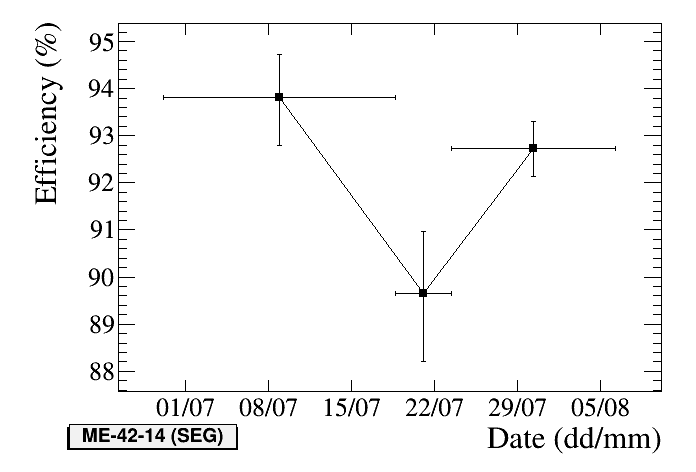 Efficiency (%)
95
94
93
92
91
90
89
88
01/07 08/07 15/07 22/07 29/07 05/08
ME-42-14 (SEG)
Date (dd/mm)